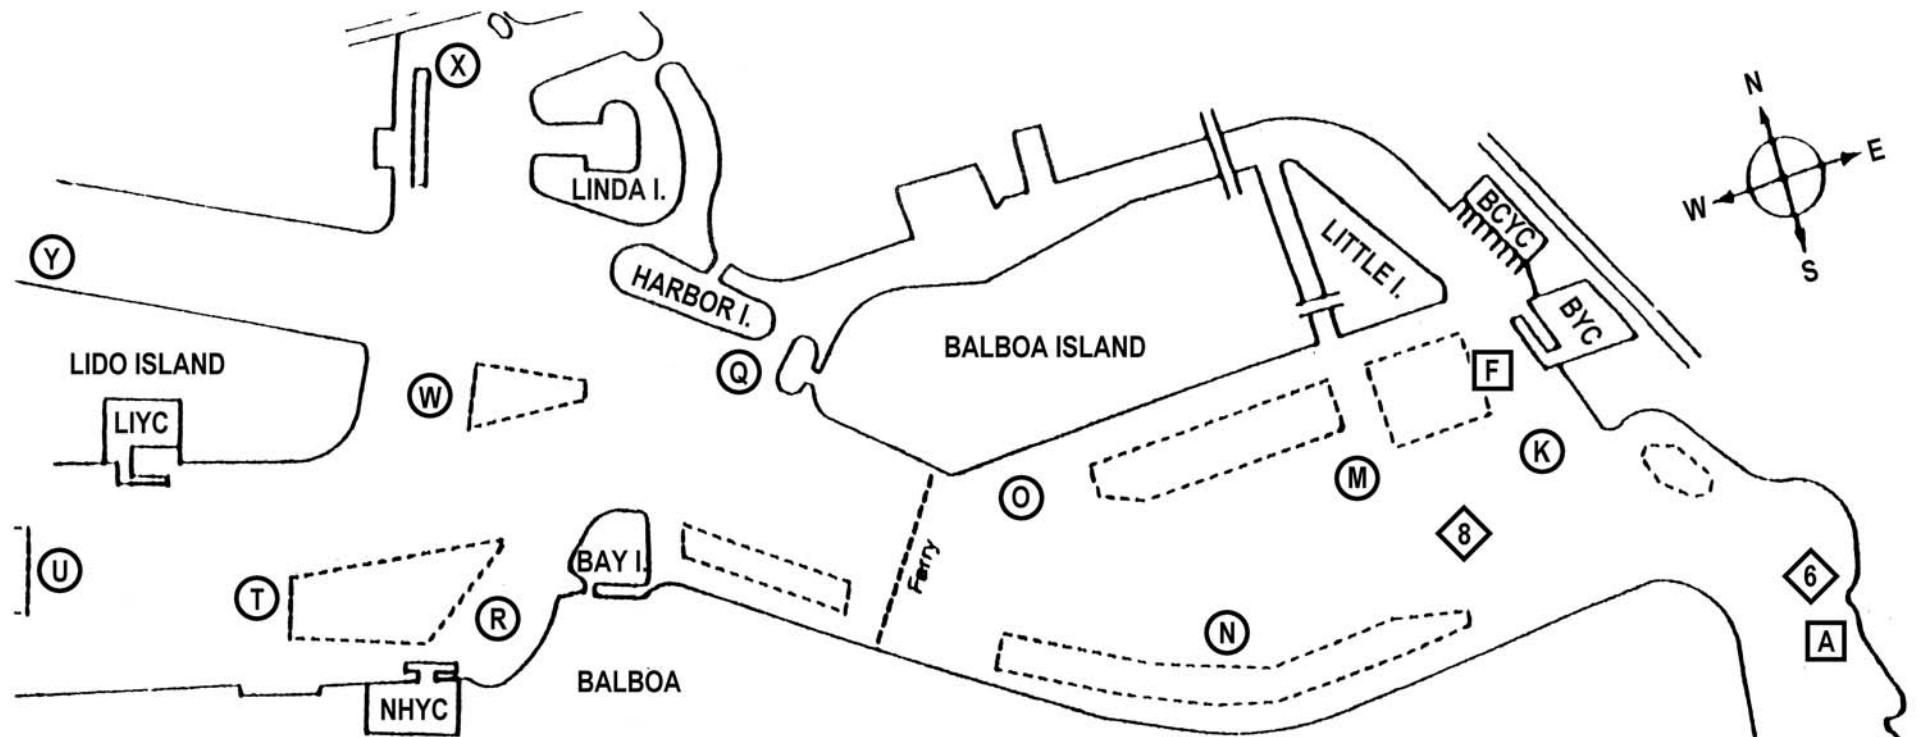 X
N
E
W
S
LINDA I.
BCYC
LITTLE I.
Y
HARBOR I.
BYC
BALBOA ISLAND
LIDO ISLAND
Q
F
W
LIYC
K
M
O
8
Ferry
BAY I.
U
6
T
R
N
A
BALBOA
NHYC